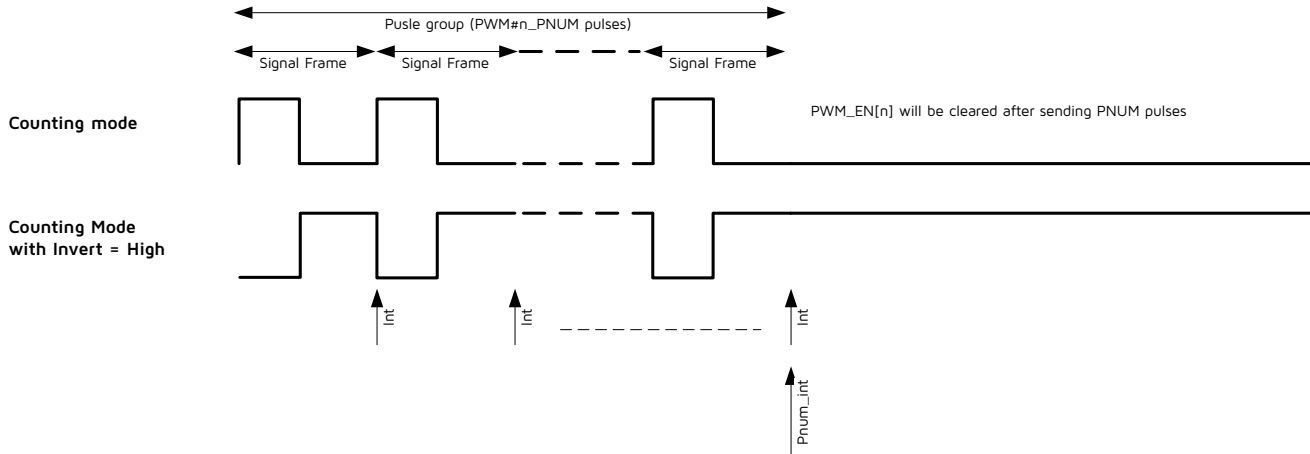 Pusle group (PWM#n_PNUM pulses)
Signal Frame
Signal Frame
Signal Frame
Counting mode
PWM_EN[n] will be cleared after sending PNUM pulses
Counting Mode
with Invert = High
Int
Int
Int
Pnum_int